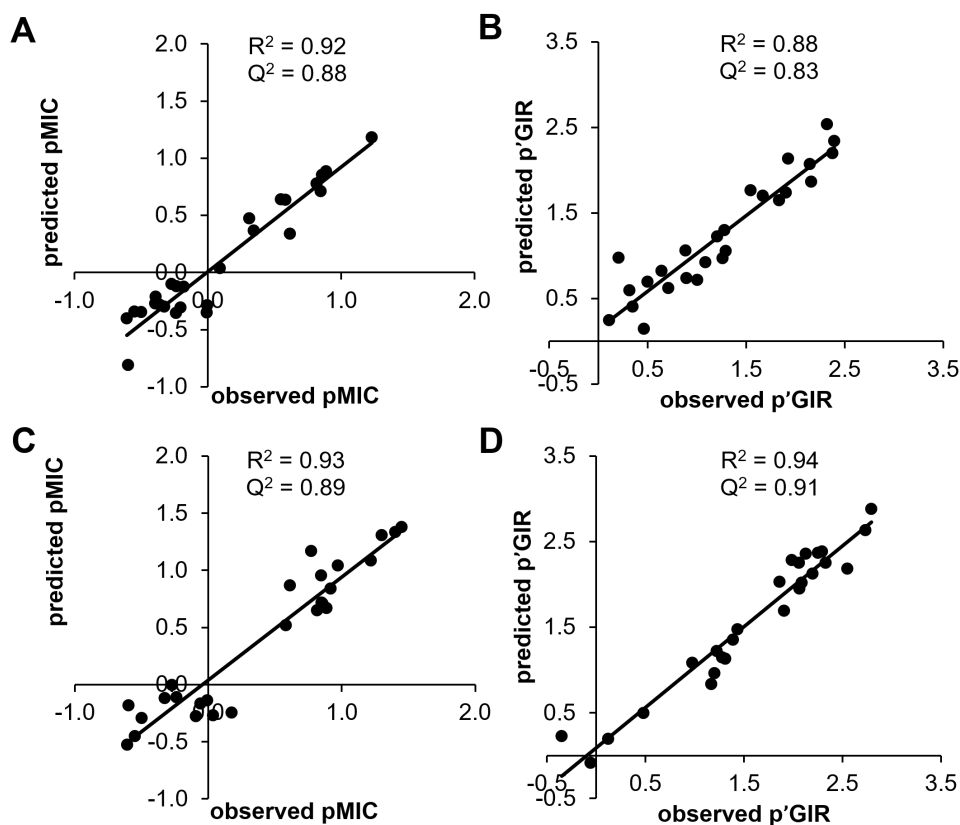 A
R² = 0.92
Q² = 0.88
predicted pMIC
2.0
1.5
1.0
0.5
0.0
-0.5
-1.0
-1.0
0.0
1.0
2.0
observed pMIC
B
R² = 0.88
Q² = 0.83
predicted p’GIR
3.5
2.5
1.5
0.5
-0.5
-0.5
0.5
1.5
2.5
3.5
observed p’GIR
C
R² = 0.93
Q² = 0.89
predicted pMIC
2.0
1.5
1.0
0.5
0.0
-0.5
-1.0
-1.0
0.0
1.0
2.0
observed pMIC
D
R² = 0.94
Q² = 0.91
predicted p’GIR
3.5
2.5
1.5
0.5
-0.5
-0.5
0.5
1.5
2.5
3.5
observed p’GIR